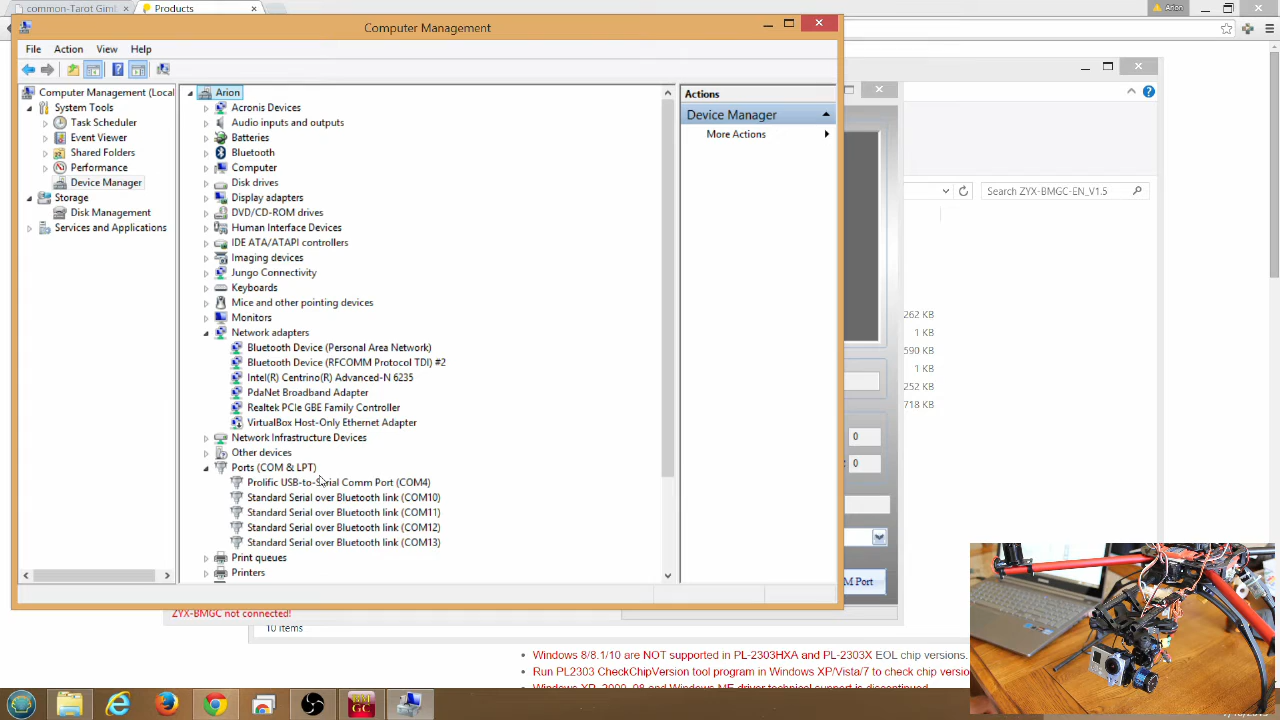 common-Tarot Gimb
Products
Arion
Computer Management
File Action View Help
Computer Management (Local
System Tools
Task Scheduler
Event Viewer
Shared Folders
Performance
Device Manager
Storage
Disk Management
Services and Applications
Arion
Acronis Devices
Audio inputs and outputs
Batteries
Bluetooth
Computer
Disk drives
Display adapters
DVD/CD-ROM drives
Human Interface Devices
IDE ATA/ATAPI controllers
Imaging devices
Jungo Connectivity
Keyboards
Mice and other pointing devices
Monitors
Network adapters
Bluetooth Device (Personal Area Network)
Bluetooth Device (RFCOMM Protocol TDI) #2
Intel(R) Centrino(R) Advanced-N 6235
PdaNet Broadband Adapter
Realtek PCIe GBE Family Controller
VirtualBox Host-Only Ethernet Adapter
Network Infrastructure Devices
Other devices
Ports (COM & LPT)
Prolific USB-to-Serial Comm Port (COM4)
Standard Serial over Bluetooth link (COM10)
Standard Serial over Bluetooth link (COM11)
Standard Serial over Bluetooth link (COM12)
Standard Serial over Bluetooth link (COM13)
Print queues
Printers
Actions
Device Manager
More Actions
Search ZYX-BMGC-EN_V1.5
262 KB
1 KB
590 KB
1 KB
252 KB
718 KB
0
0
M Port
ZYX-BMGC not connected!
10 items
Windows 8/8.1/10 are NOT supported in PL-2303HXA and PL-2303X EOL chip versions.
Run PL2303 CheckChipVersion tool program in Windows XP/Vista/7 to check chip versio
BM
GC